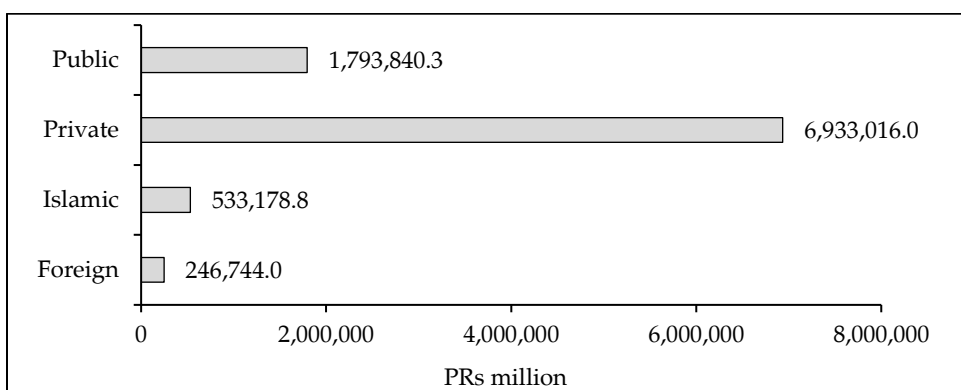 Public 1,793,840.3
Private 6,933,016.0
Islamic 533,178.8
Foreign 246,744.0
0 2,000,000 4,000,000 6,000,000 8,000,000
PRs million